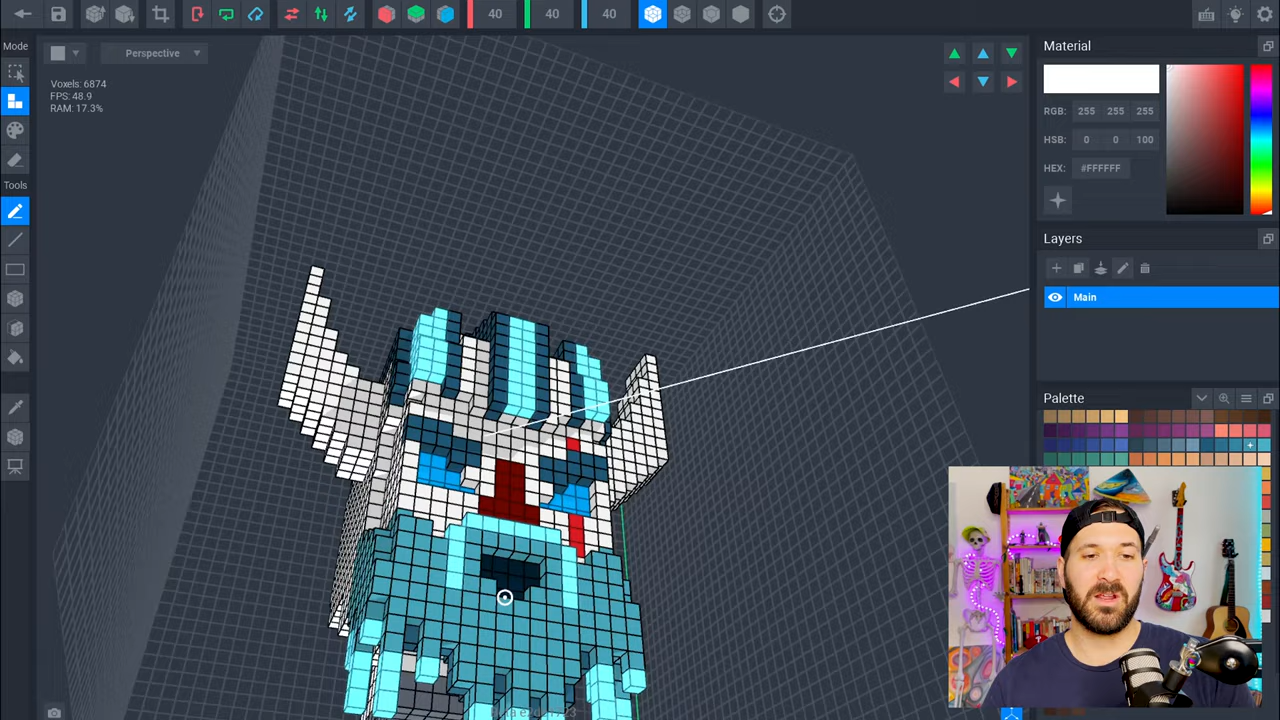 40 40 40
Mode
Perspective
Material
Voxels: 6874
FPS: 48.9
RAM: 17.3%
RGB: 255 255 255
HSB: 0 0 100
HEX: #FFFFFF
Tools
Layers
Main
Palette